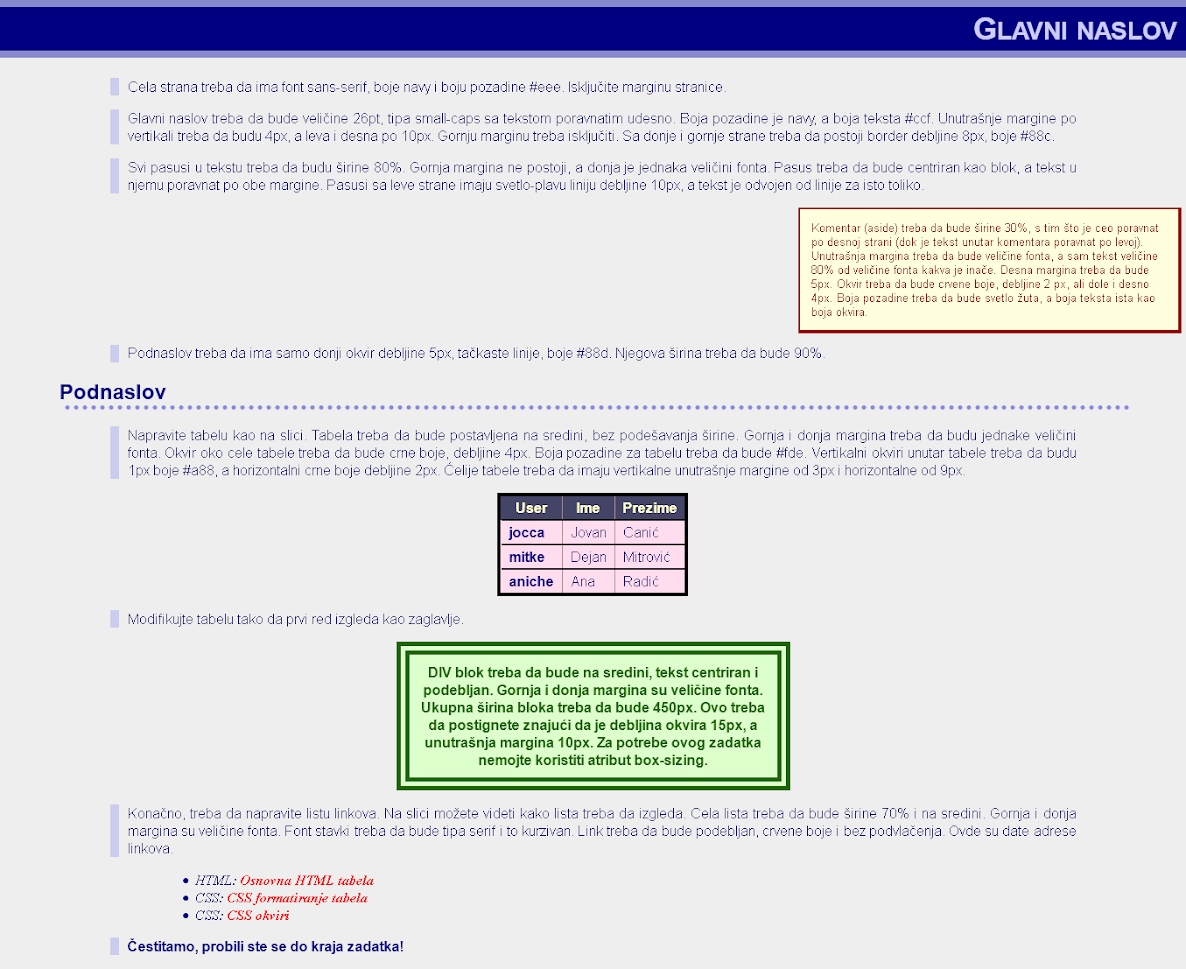 Glavni naslov
Cela strana treba da ima font sans-serif, boje navy i boju pozadine #eee. Isključite marginu stranice.
Glavni naslov treba da bude veličine 26pt, tipa small-caps sa tekstom poravnatim udesno. Boja pozadine je navy, a boja teksta #ccf. Unutrašnje margine po
vertikali treba da budu 4px, a leva i desna po 10px. Gornju marginu treba isključiti. Sa donje i gornje strane treba da postoji border debljine 8px, boje #88c.
Svi pasusi u tekstu treba da budu širine 80%. Gornja margina ne postoji, a donja je jednaka veličini fonta. Pasus treba da bude centriran kao blok, a tekst u
njemu poravnat po obe margine. Pasusi sa leve strane imaju svetlo-plavu liniju debljine 10px, a tekst je odvojen od linije za isto toliko.
Komentar (aside) treba da bude širine 30%, s tim što je ceo poravnat
po desnoj strani (dok je tekst unutar komentara poravnat po levoj).
Unutrašnja margina treba da bude veličine fonta, a sam tekst veličine
80% od veličine fonta kakva je inače. Desna margina treba da bude
5px. Okvir treba da bude crvene boje, debljine 2 px, ali dole i desno
4px. Boja pozadine treba da bude svetlo žuta, a boja teksta ista kao
boja okvira.
Podnaslov treba da ima samo donji okvir debljine 5px, tačkaste linije, boje #88d. Njegova širina treba da bude 90%.
Podnaslov
Napravite tabelu kao na slici. Tabela treba da bude postavljena na sredini, bez podešavanja širine. Gornja i donja margina treba da budu jednake veličini
fonta. Okvir oko cele tabele treba da bude crne boje, debljine 4px. Boja pozadine za tabelu treba da bude #fde. Vertikalni okviri unutar tabele treba da budu
1px boje #a88, a horizontalni crne boje debljine 2px. Ćelije tabele treba da imaju vertikalne unutrašnje margine od 3px i horizontalne od 9px.
User Ime Prezime
jocca Jovan Canić
mitke Dejan Mitrović
aniche Ana Radić
Modifikujte tabelu tako da prvi red izgleda kao zaglavlje.
DIV blok treba da bude na sredini, tekst centriran i
podebljan. Gornja i donja margina su veličine fonta.
Ukupna širina bloka treba da bude 450px. Ovo treba
da postignete znajući da je debljina okvira 15px, a
unutrašnja margina 10px. Za potrebe ovog zadatka
nemojte koristiti atribut box-sizing.
Konačno, treba da napravite listu linkova. Na slici možete videti kako lista treba da izgleda. Cela lista treba da bude širine 70% i na sredini. Gornja i donja
margina su veličine fonta. Font stavki treba da bude tipa serif i to kurzivan. Link treba da bude podebljan, crvene boje i bez podvlačenja. Ovde su date adrese
linkova.
• HTML: Osnovna HTML tabela
• CSS: CSS formatiranje tabela
• CSS: CSS okviri
Čestitamo, probili ste se do kraja zadatka!